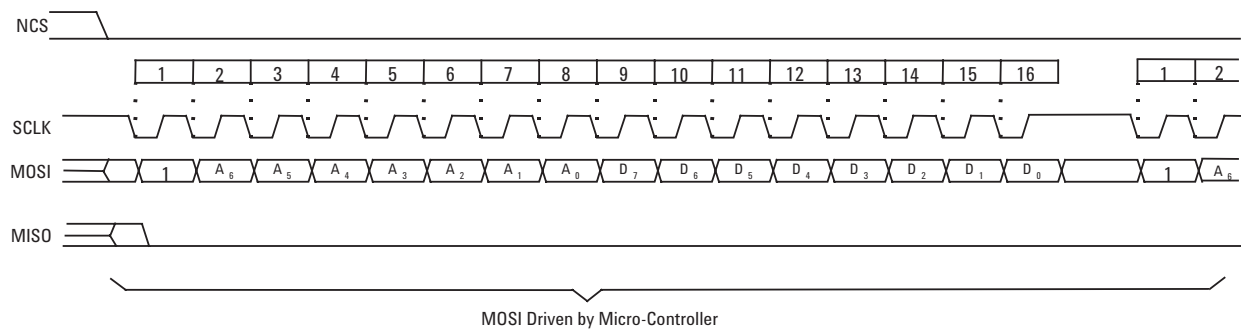 NCS
1 2 3 4 5 6 7 8 9 10 11 12 13 14 15 16 1 2
SCLK
MOSI 1 A₆ A₅ A₄ A₃ A₂ A₁ A₀ D₇ D₆ D₅ D₄ D₃ D₂ D₁ D₀ 1 A₆
MISO
MOSI Driven by Micro-Controller